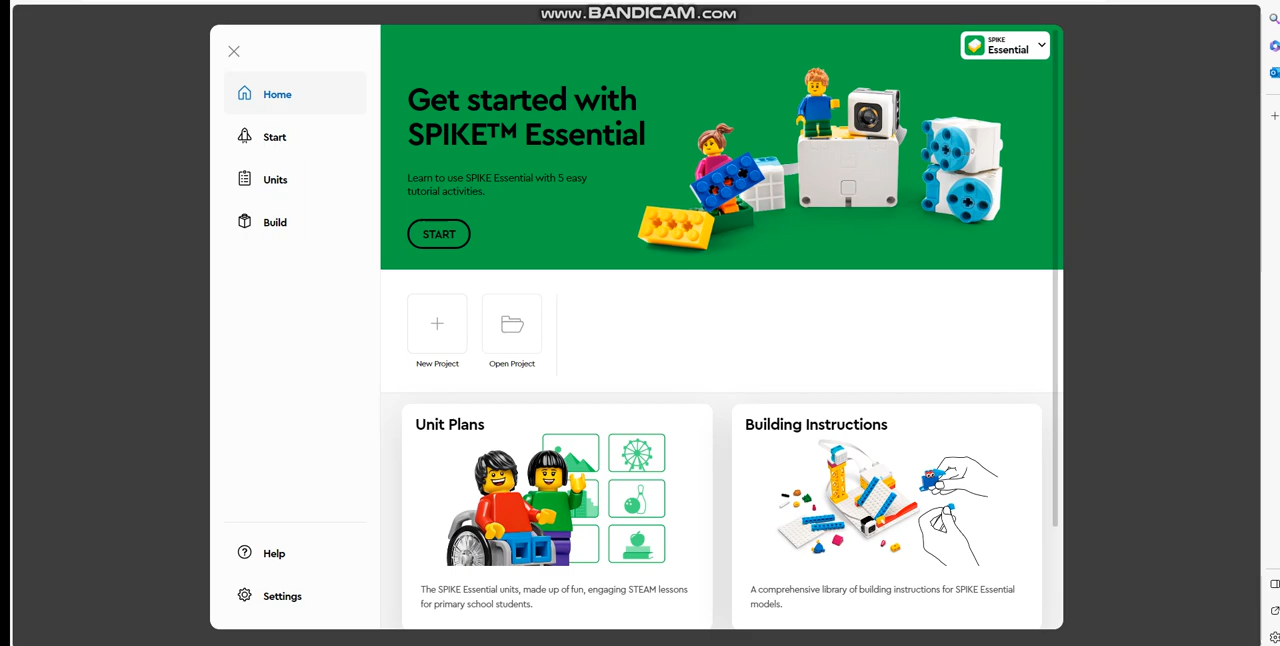 www.BANDICAM.com
SPIKE
Essential
Home
Start
Units
Build
Help
Settings
Get started with
SPIKE™ Essential
Learn to use SPIKE Essential with 5 easy
tutorial activities.
START
New Project
Open Project
Unit Plans
The SPIKE Essential units, made up of fun, engaging STEAM lessons
for primary school students.
Building Instructions
A comprehensive library of building instructions for SPIKE Essential
models.